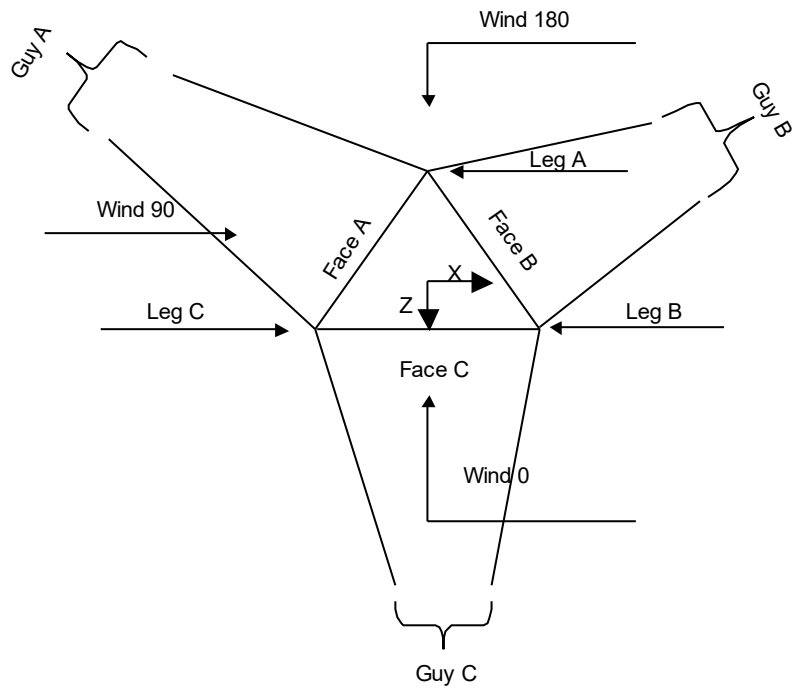 Wind 180
Guy A
Guy B
Leg A
Wind 90
Face A
Face B
X
Z
Leg C
Leg B
Face C
Wind 0
Guy C